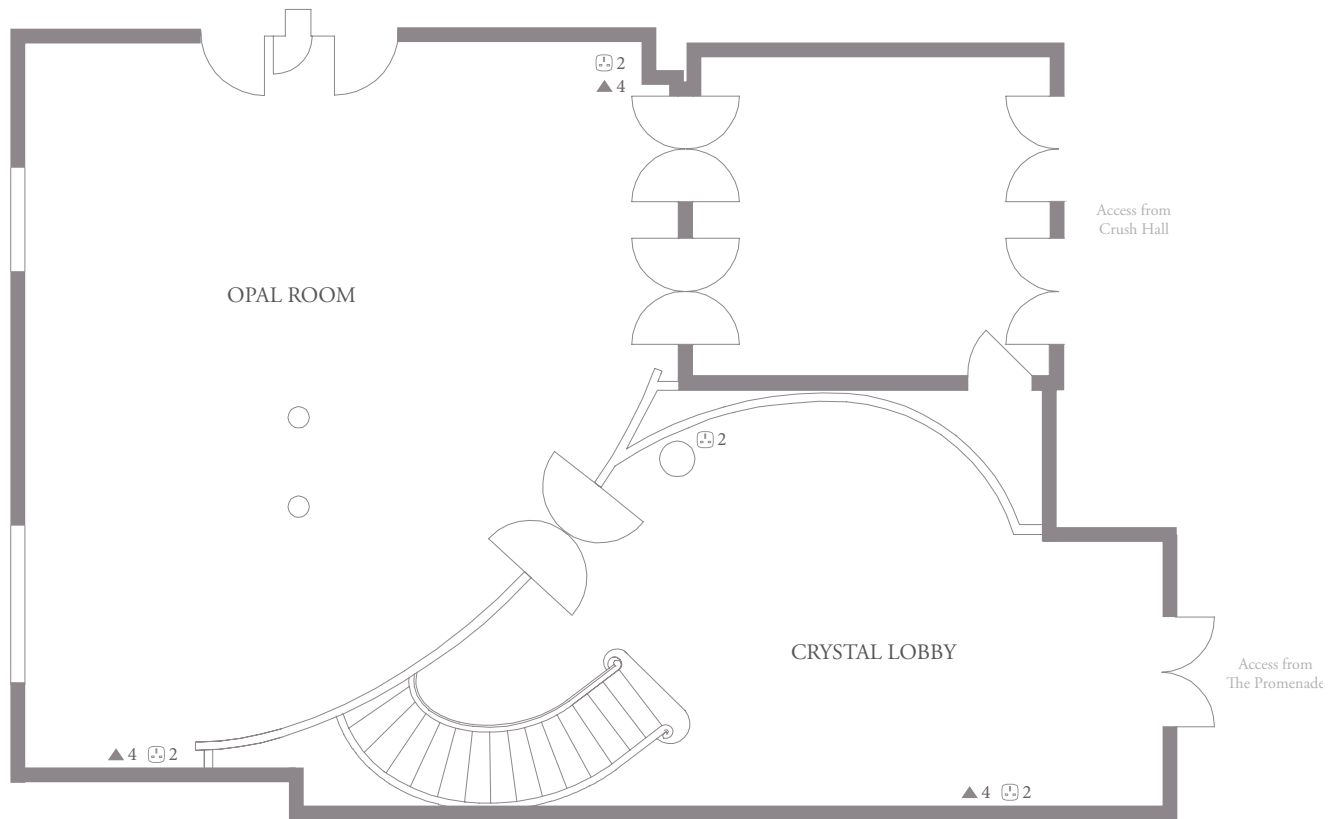 2
4
Access from
Crush Hall
OPAL ROOM
2
CRYSTAL LOBBY
Access from
The Promenade
4 2
4 2